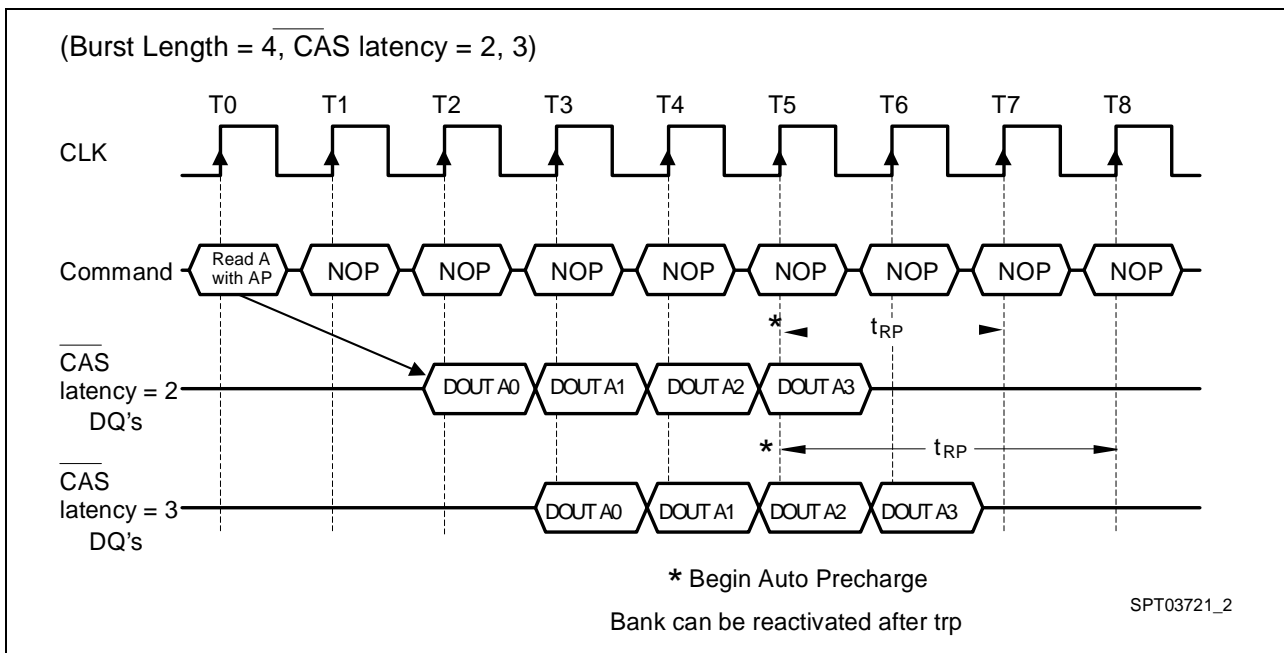 (Burst Length = 4, CAS latency = 2, 3)
T0 T1 T2 T3 T4 T5 T6 T7 T8
CLK
Command Read A with AP NOP NOP NOP NOP NOP NOP NOP NOP
* tRP
CAS
latency = 2
DQ's
DOUT A0 DOUT A1 DOUT A2 DOUT A3
* tRP
CAS
latency = 3
DQ's
DOUT A0 DOUT A1 DOUT A2 DOUT A3
* Begin Auto Precharge
Bank can be reactivated after trp
SPT03721_2